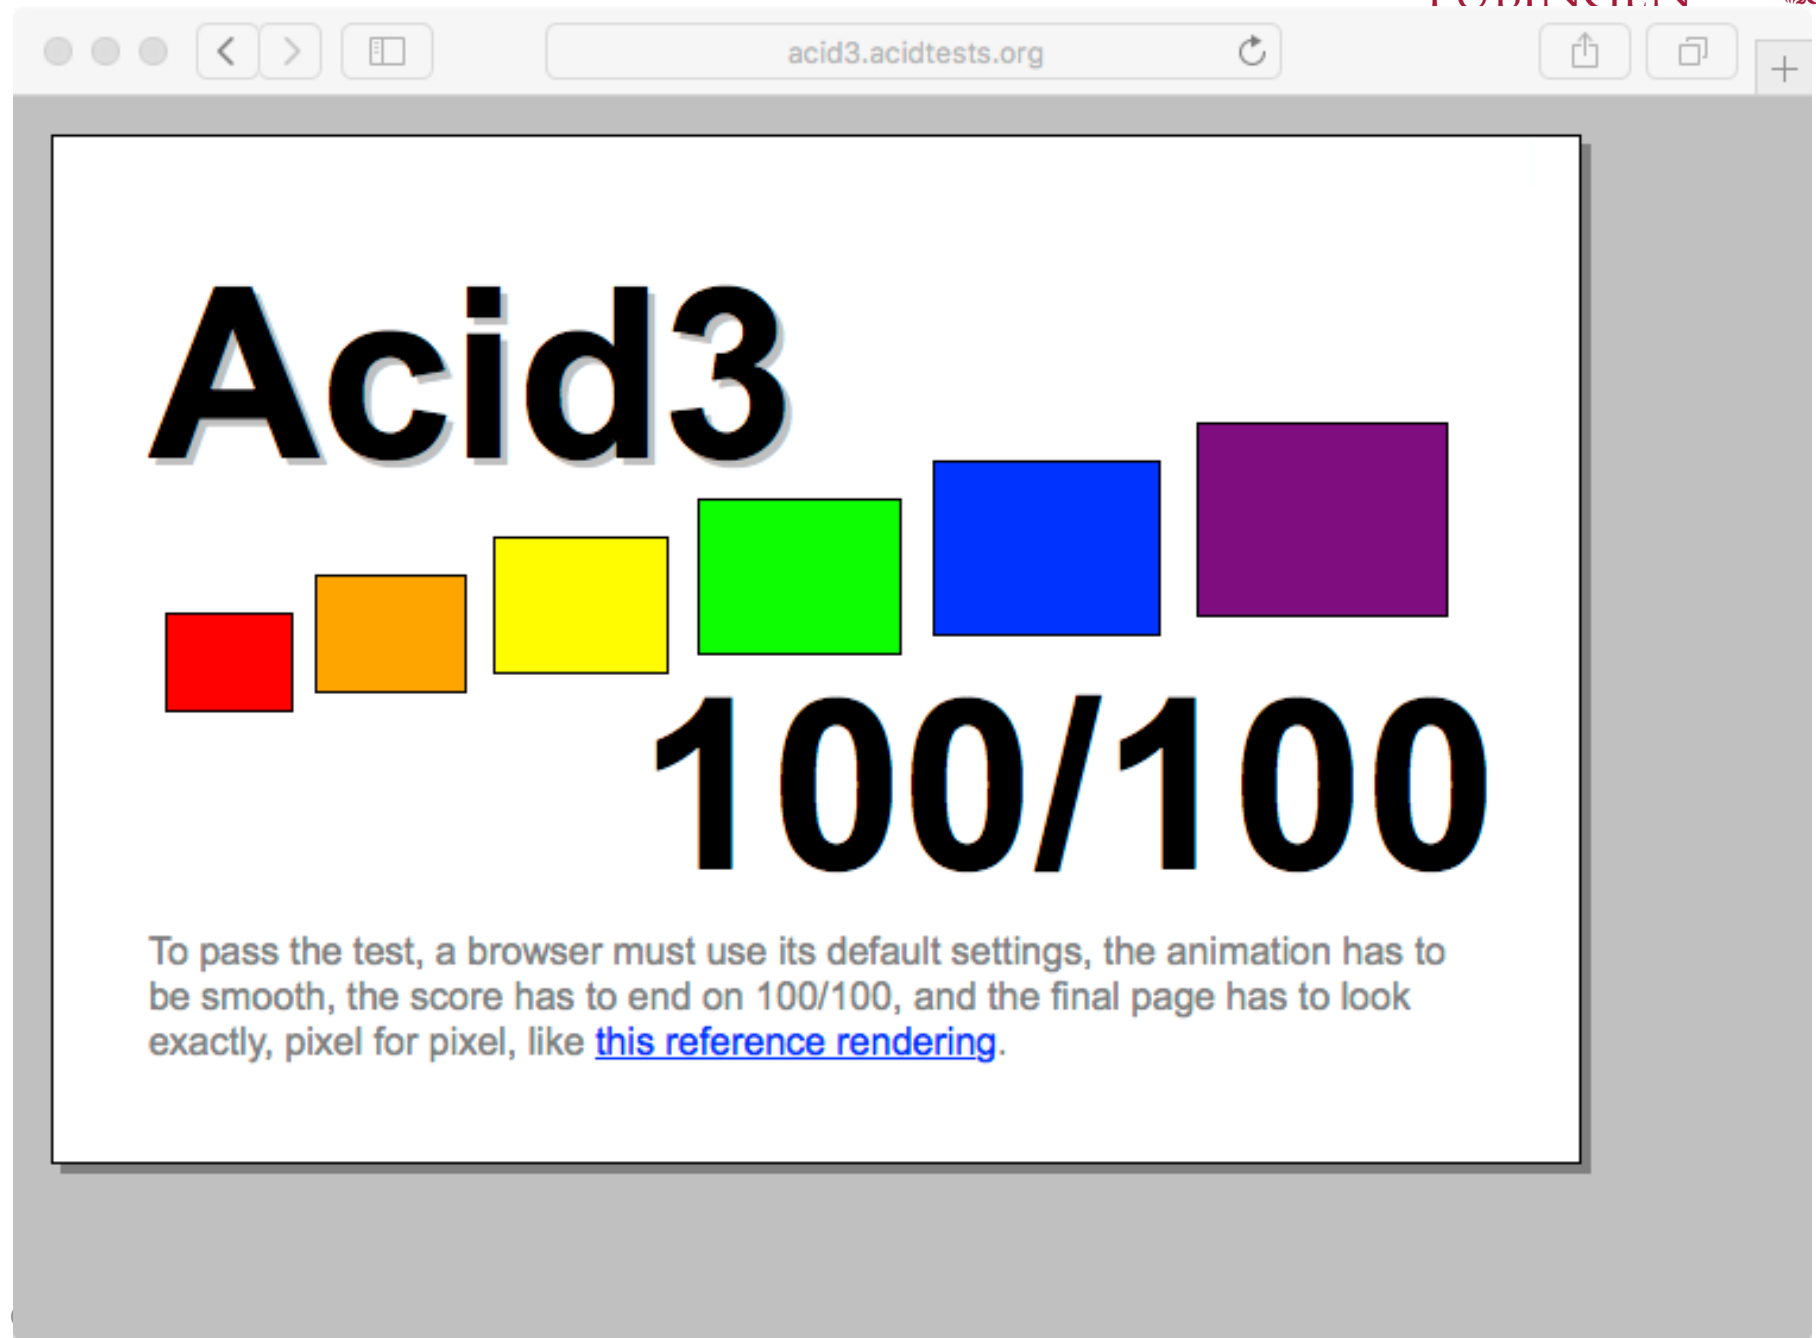 TÜBINGEN
acid3.acidtests.org
Acid3
100/100
To pass the test, a browser must use its default settings, the animation has to
be smooth, the score has to end on 100/100, and the final page has to look
exactly, pixel for pixel, like this reference rendering.